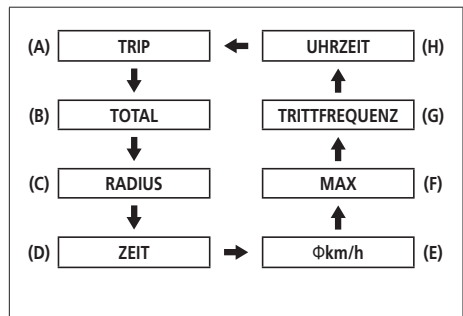 (A) TRIP UHRZEIT (H)
(B) TOTAL TRITTFREQUENZ (G)
(C) RADIUS MAX (F)
(D) ZEIT Φkm/h (E)